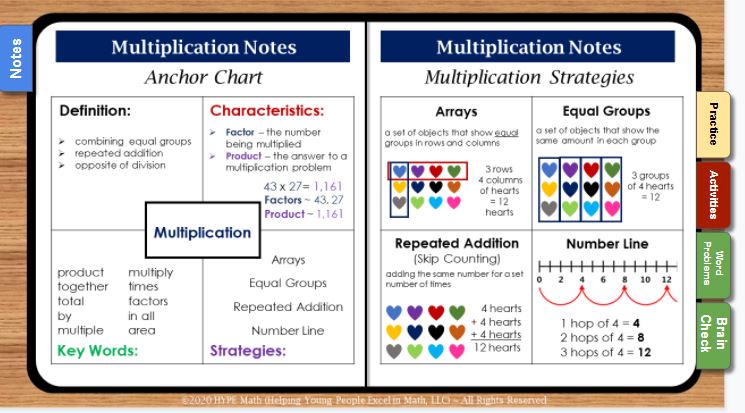 Notes
Multiplication Notes
Anchor Chart
Definition:
➢ combining equal groups
➢ repeated addition
➢ opposite of division
Characteristics:
➢ Factor – the number
being multiplied
➢ Product – the answer to a
multiplication problem
43 x 27= 1,161
Factors ~ 43, 27
Product ~ 1,161
Multiplication
product
together
total
by
multiple
multiply
times
factors
in all
area
Key Words:
Arrays
Equal Groups
Repeated Addition
Number Line
Strategies:
Multiplication Notes
Multiplication Strategies
Arrays
a set of objects that show equal
groups in rows and columns
3 rows
4 columns
of hearts
= 12
hearts
Equal Groups
a set of objects that show the
same amount in each group
3 groups
of 4 hearts
= 12
Repeated Addition
(Skip Counting)
adding the same number for a set
number of times
4 hearts
+ 4 hearts
+ 4 hearts
12 hearts
Number Line
0 2 4 6 8 10 12
1 hop of 4 = 4
2 hops of 4 = 8
3 hops of 4 = 12
Practice
Activities
Word
Problems
Brain
Check
©2020 HYPE Math (Helping Young People Excel in Math, LLC) ~ All Rights Reserved